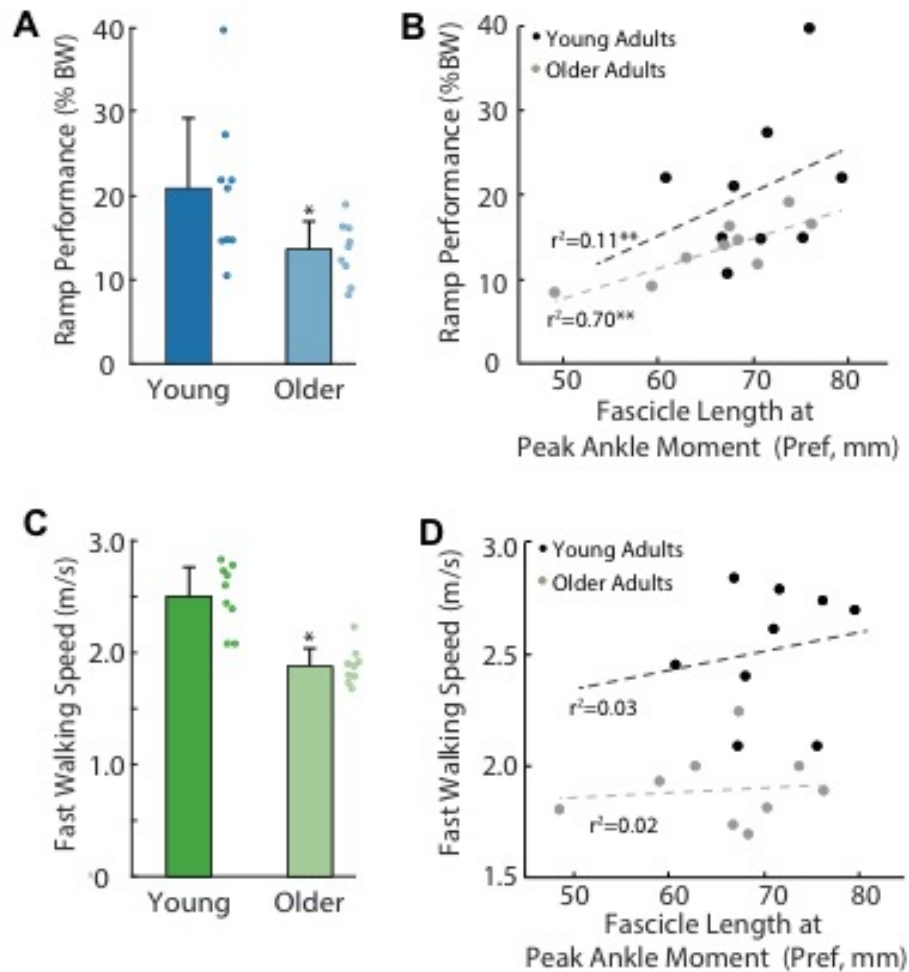 A
Ramp Performance (% BW)
40
30
20
10
0
*
Young
Older
B
Ramp Performance (%BW)
40
30
20
10
0
Young Adults
Older Adults
r²=0.11**
r²=0.70**
50
60
70
80
Fascicle Length at
Peak Ankle Moment (Pref, mm)
C
Fast Walking Speed (m/s)
3.0
2.0
1.0
0
*
Young
Older
D
Fast Walking Speed (m/s)
3.0
2.5
2.0
1.5
Young Adults
Older Adults
r²=0.03
r²=0.02
50
60
70
80
Fascicle Length at
Peak Ankle Moment (Pref, mm)